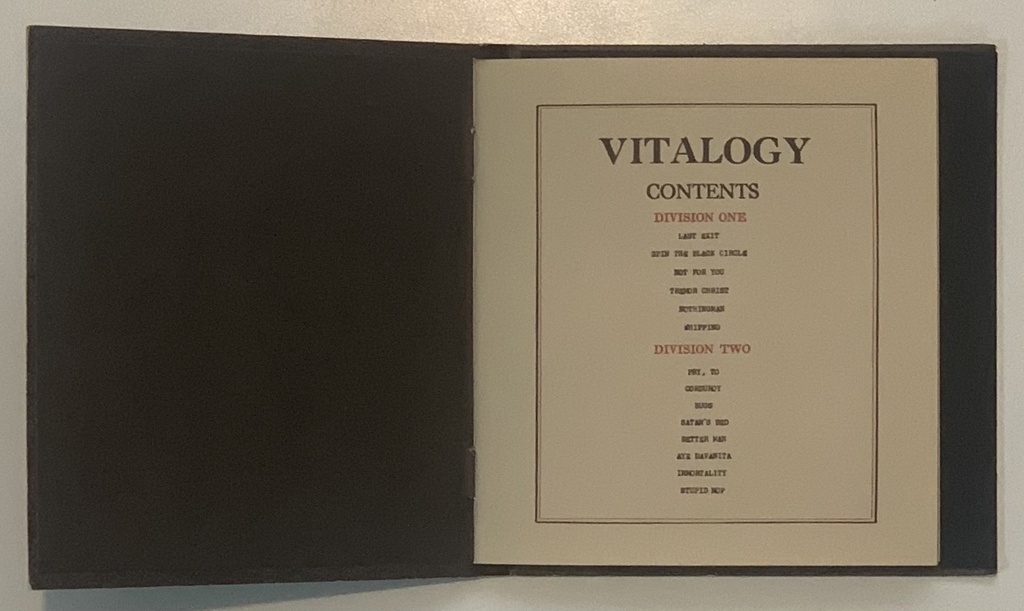 VITALOGY
CONTENTS
DIVISION ONE
LAST EXIT
SPIN THE BLACK CIRCLE
NOT FOR YOU
TREMOR CHRIST
NOTHINGMAN
WHIPPING
DIVISION TWO
PRY, TO
CORDUROY
BUGS
SATAN'S BED
BETTER MAN
AYE DAVANITA
IMMORTALITY
STUPID MOP